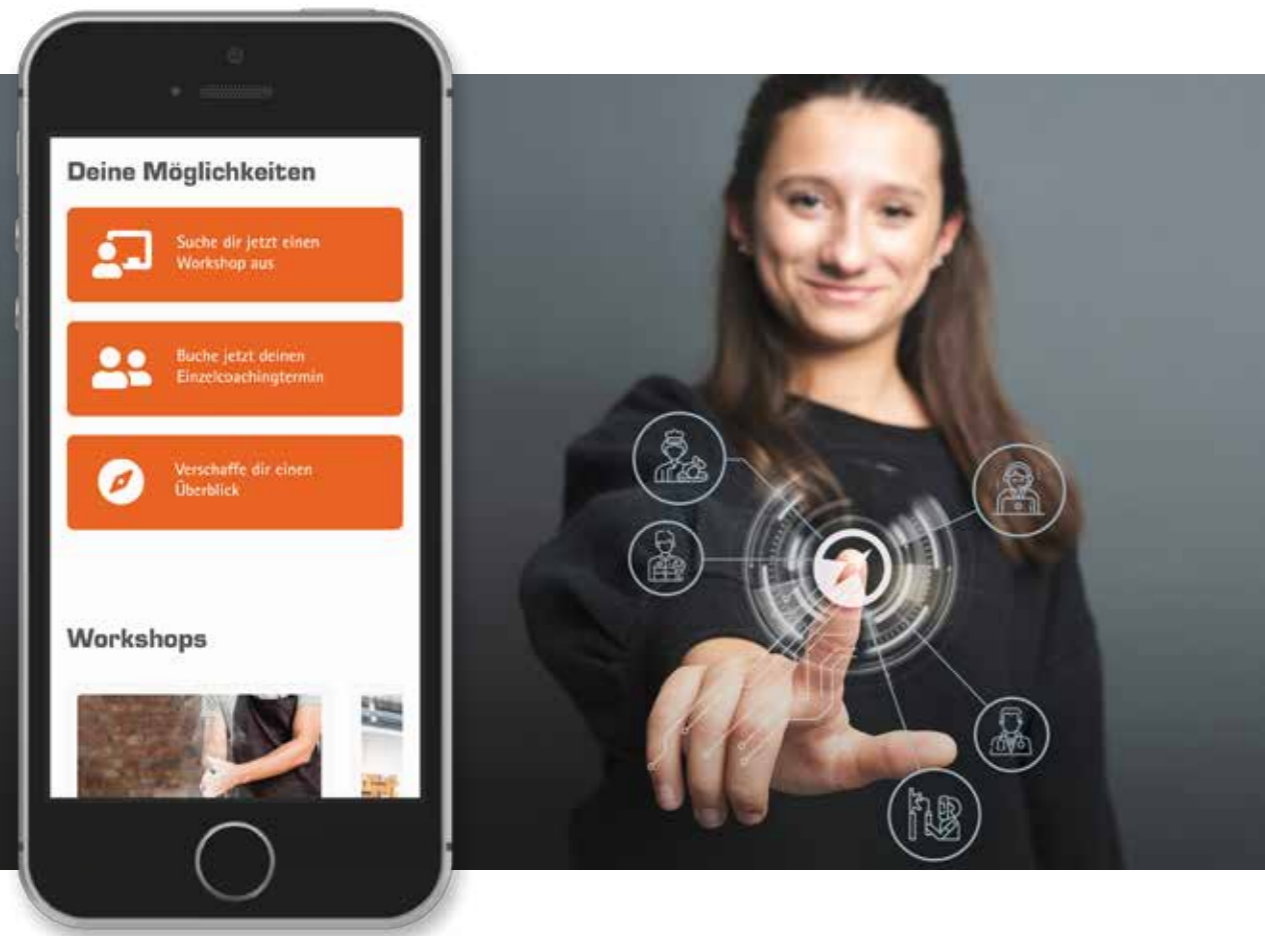 Deine Möglichkeiten
Suche dir jetzt einen
Workshop aus
Buche jetzt deinen
Einzelcoachingtermin
Verschaffe dir einen
Überblick
Workshops